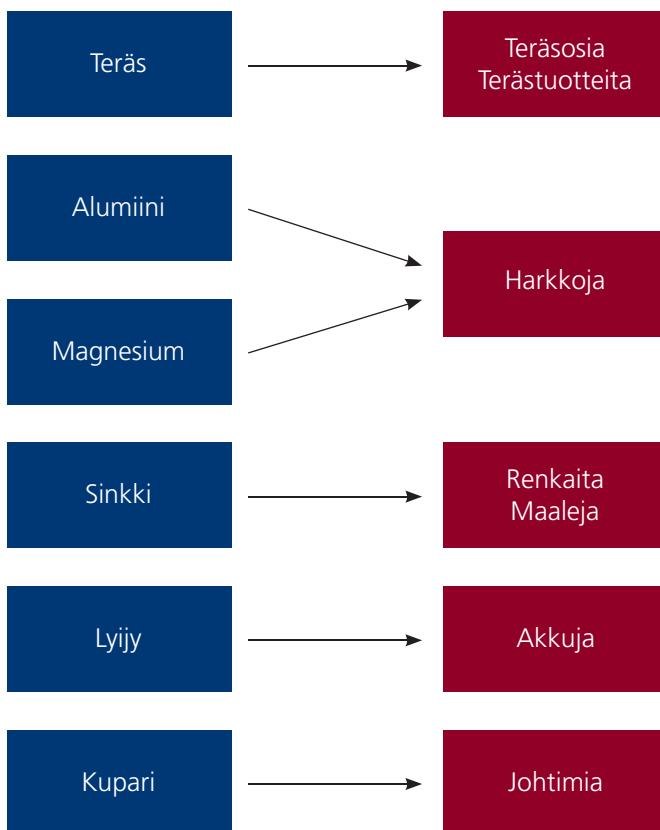 Teräs
Teräsosia
Terästuotteita
Alumiini
Harkkoja
Magnesium
Sinkki
Renkaita
Maaleja
Lyijy
Akkuja
Kupari
Johtimia